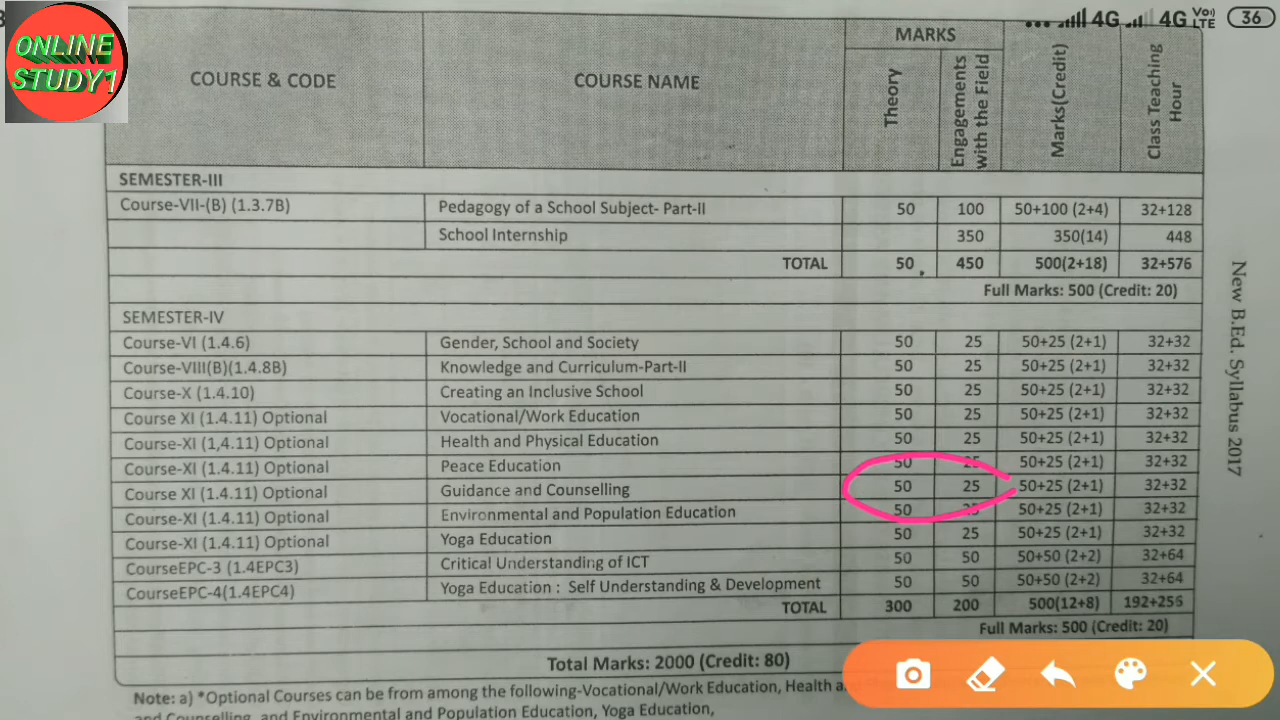 ONLINE
STUDY1
4G 4G Vo) LTE 36
COURSE & CODE COURSE NAME MARKS Theory Engagements with the Field Marks(Credit) Class Teaching Hour
SEMESTER-III
Course-VII-(B) (1.3.7B) Pedagogy of a School Subject- Part-II 50 100 50+100 (2+4) 32+128
School Internship 350 350(14) 448
TOTAL 50 450 500(2+18) 32+576
Full Marks: 500 (Credit: 20)
SEMESTER-IV
Course-VI (1.4.6) Gender, School and Society 50 25 50+25 (2+1) 32+32
Course-VIII(B)(1.4.8B) Knowledge and Curriculum-Part-II 50 25 50+25 (2+1) 32+32
Course-X (1.4.10) Creating an Inclusive School 50 25 50+25 (2+1) 32+32
Course XI (1.4.11) Optional Vocational/Work Education 50 25 50+25 (2+1) 32+32
Course-XI (1,4.11) Optional Health and Physical Education 50 25 50+25 (2+1) 32+32
Course-XI (1.4.11) Optional Peace Education 50 25 50+25 (2+1) 32+32
Course XI (1.4.11) Optional Guidance and Counselling 50 25 50+25 (2+1) 32+32
Course-XI (1.4.11) Optional Environmental and Population Education 50 25 50+25 (2+1) 32+32
Course-XI (1.4.11) Optional Yoga Education 50 25 50+25 (2+1) 32+32
CourseEPC-3 (1.4EPC3) Critical Understanding of ICT 50 50 50+50 (2+2) 32+64
CourseEPC-4(1.4EPC4) Yoga Education : Self Understanding & Development 50 50 50+50 (2+2) 32+64
TOTAL 300 200 500(12+8) 192+256
Full Marks: 500 (Credit: 20)
Total Marks: 2000 (Credit: 80)
Note: a) *Optional Courses can be from among the following-Vocational/Work Education, Health
and Counselling, and Environmental and Population Education, Yoga Education,
New B.Ed. Syllabus 2017